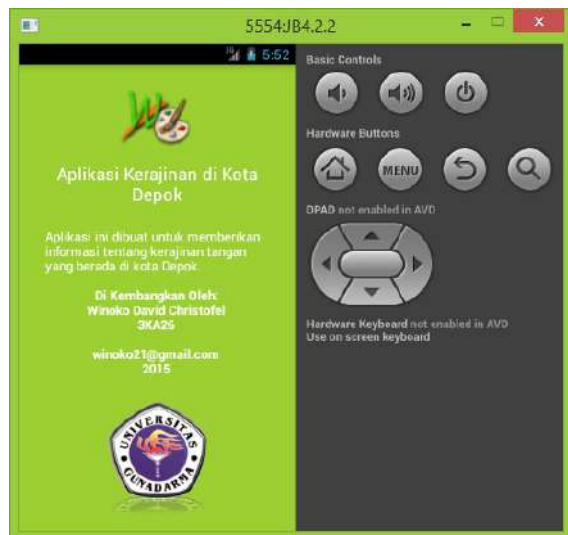 5554:JB4.2.2
3G 5:52
Aplikasi Kerajinan di Kota
Depok
Aplikasi ini dibuat untuk memberikan
informasi tentang kerajinan tangan
yang berada di kota Depok.
Di Kembangkan Oleh:
Winoko David Christofel
3KA26
winoko21@gmail.com
2015
UNIVERSITAS
GUNADARMA
Basic Controls
Hardware Buttons
MENU
DPAD not enabled in AVD
Hardware Keyboard not enabled in AVD
Use on screen keyboard